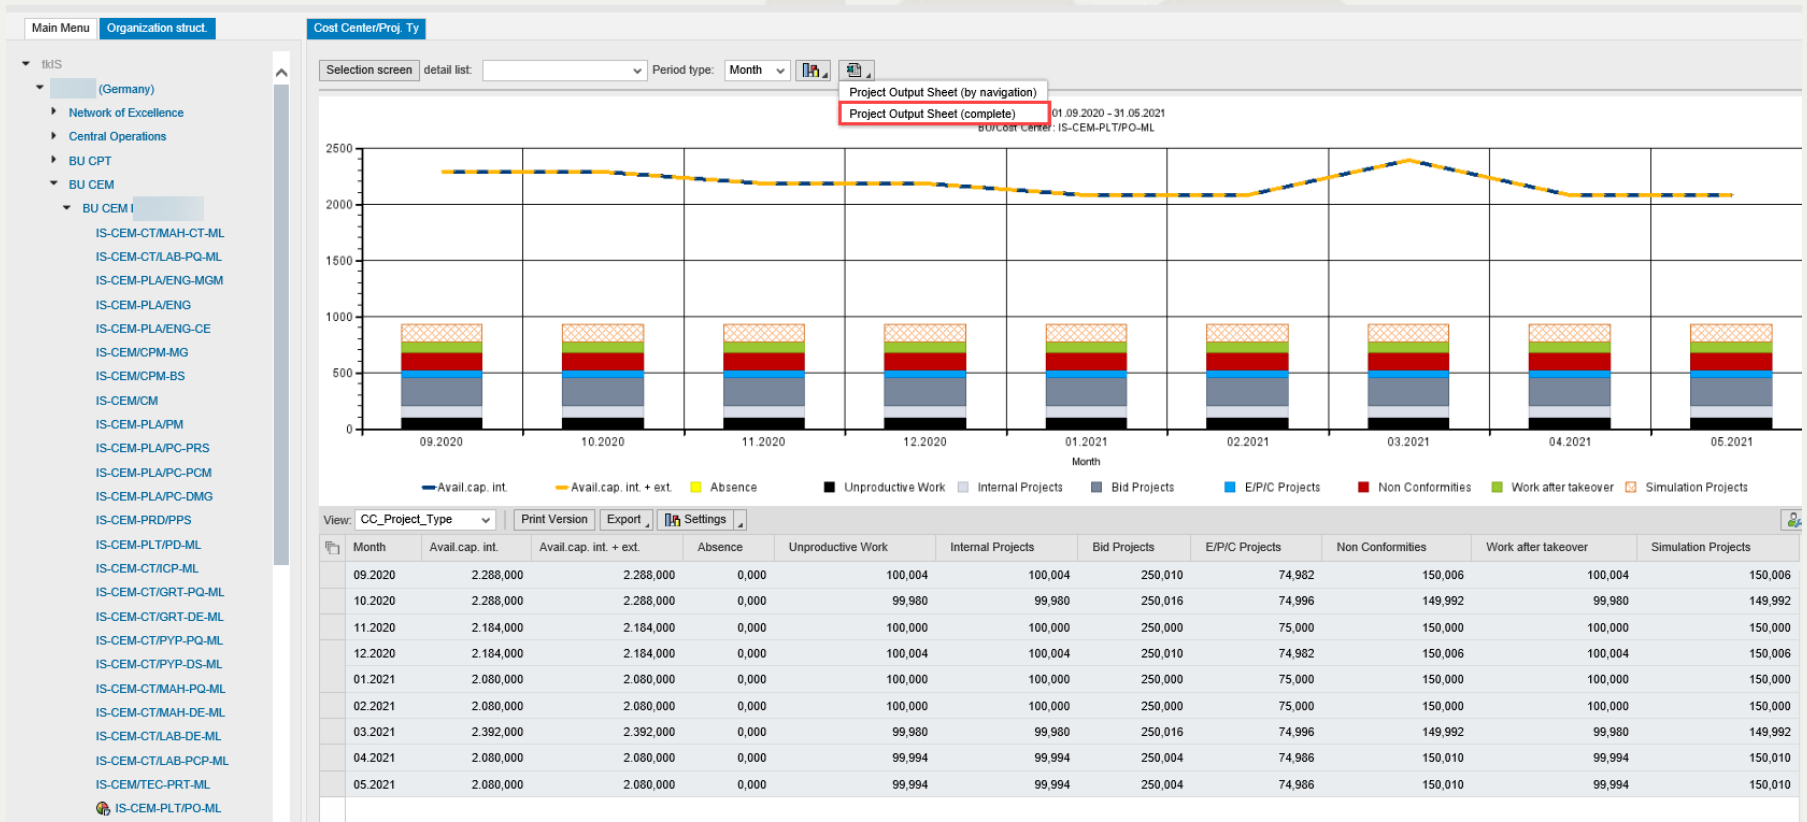 Main Menu Organization struct.
Cost Center/Proj. Ty
tkIS
(Germany)
Network of Excellence
Central Operations
BU CPT
BU CEM
BU CEM
IS-CEM-CT/MAH-CT-ML
IS-CEM-CT/LAB-PQ-ML
IS-CEM-PLA/ENG-MGM
IS-CEM-PLA/ENG
IS-CEM-PLA/ENG-CE
IS-CEM/CPM-MG
IS-CEM/CPM-BS
IS-CEM/CM
IS-CEM-PLA/PM
IS-CEM-PLA/PC-PRS
IS-CEM-PLA/PC-PCM
IS-CEM-PLA/PC-DMG
IS-CEM-PRD/PPS
IS-CEM-PLT/PD-ML
IS-CEM-CT/ICP-ML
IS-CEM-CT/GRT-PQ-ML
IS-CEM-CT/GRT-DE-ML
IS-CEM-CT/PYP-PQ-ML
IS-CEM-CT/PYP-DS-ML
IS-CEM-CT/MAH-PQ-ML
IS-CEM-CT/MAH-DE-ML
IS-CEM-CT/LAB-DE-ML
IS-CEM-CT/LAB-PCP-ML
IS-CEM/TEC-PRT-ML
IS-CEM-PLT/PO-ML
Selection screen detail list: Period type: Month
Project Output Sheet (by navigation)
Project Output Sheet (complete)
01.09.2020 - 31.05.2021
BU/Cost Center: IS-CEM-PLT/PO-ML
2500
2000
1500
1000
500
0
09.2020 10.2020 11.2020 12.2020 01.2021 02.2021 03.2021 04.2021 05.2021
Month
Avail.cap. int. Avail.cap. int. + ext. Absence Unproductive Work Internal Projects Bid Projects E/P/C Projects Non Conformities Work after takeover Simulation Projects
View: CC_Project_Type Print Version Export Settings
Month Avail.cap. int. Avail.cap. int. + ext. Absence Unproductive Work Internal Projects Bid Projects E/P/C Projects Non Conformities Work after takeover Simulation Projects
09.2020 2.288,000 2.288,000 0,000 100,004 100,004 250,010 74,982 150,006 100,004 150,006
10.2020 2.288,000 2.288,000 0,000 99,980 99,980 250,016 74,996 149,992 99,980 149,992
11.2020 2.184,000 2.184,000 0,000 100,000 100,000 250,000 75,000 150,000 100,000 150,000
12.2020 2.184,000 2.184,000 0,000 100,004 100,004 250,010 74,982 150,006 100,004 150,006
01.2021 2.080,000 2.080,000 0,000 100,000 100,000 250,000 75,000 150,000 100,000 150,000
02.2021 2.080,000 2.080,000 0,000 100,000 100,000 250,000 75,000 150,000 100,000 150,000
03.2021 2.392,000 2.392,000 0,000 99,980 99,980 250,016 74,996 149,992 99,980 149,992
04.2021 2.080,000 2.080,000 0,000 99,994 99,994 250,004 74,986 150,010 99,994 150,010
05.2021 2.080,000 2.080,000 0,000 99,994 99,994 250,004 74,986 150,010 99,994 150,010